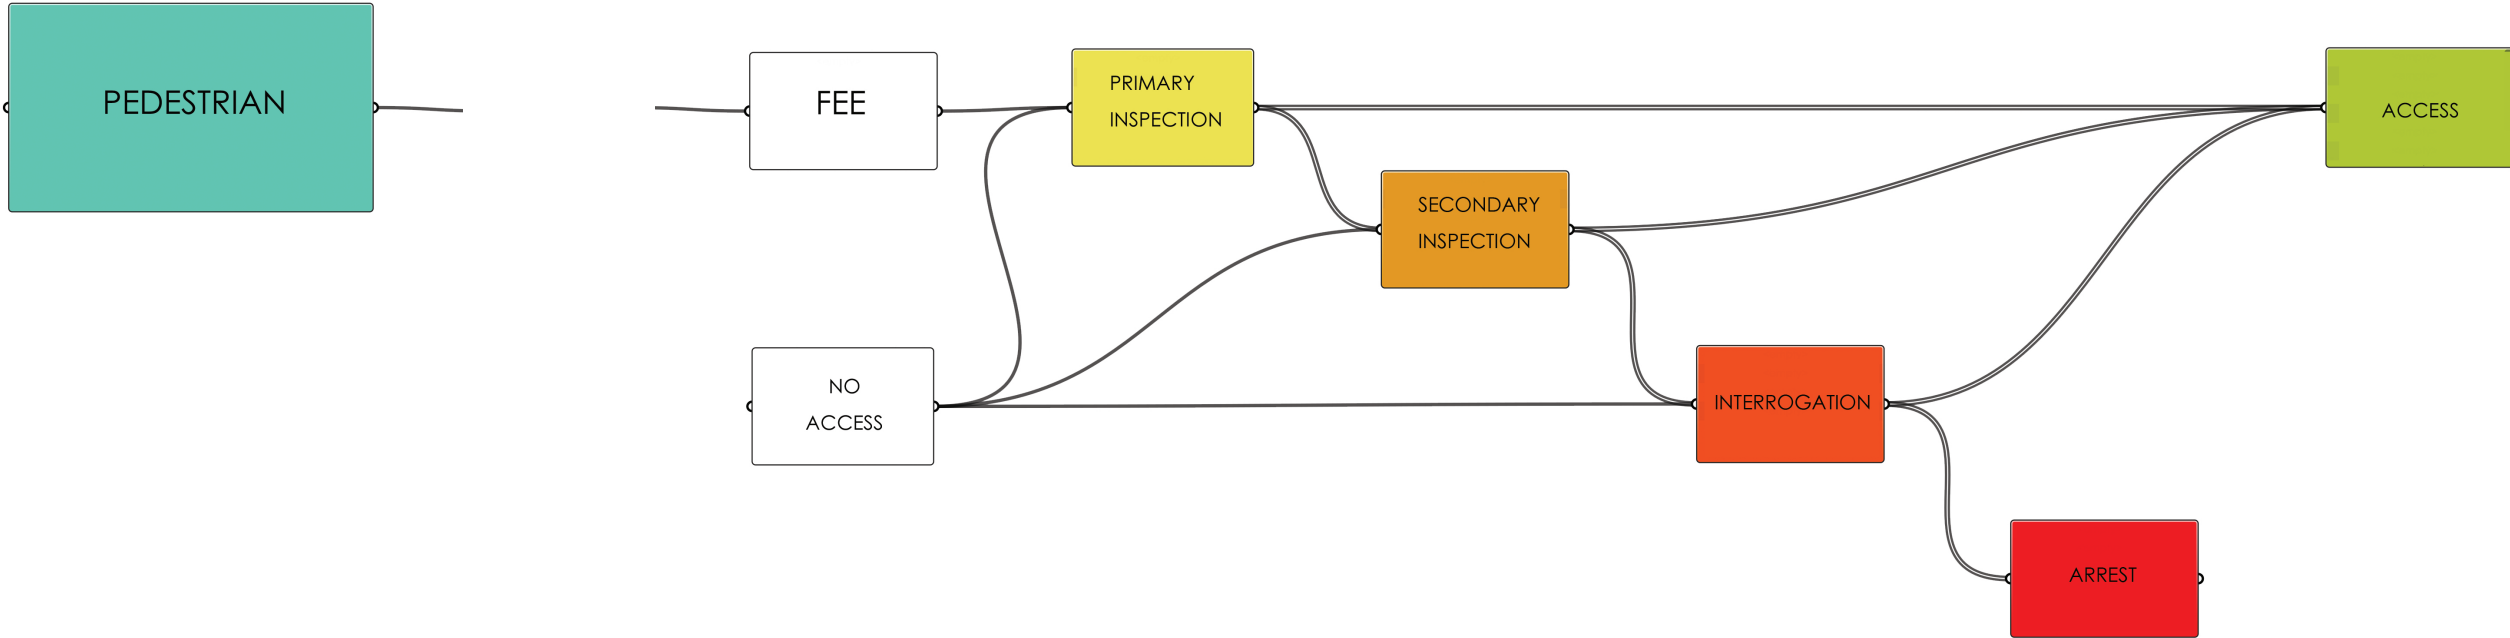 PEDESTRIAN
FEE
PRIMARY
INSPECTION
ACCESS
SECONDARY
INSPECTION
NO
ACCESS
INTERROGATION
ARREST